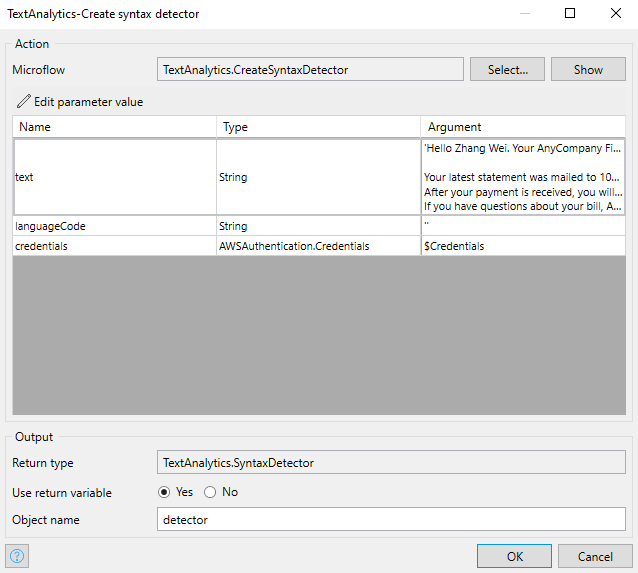 TextAnalytics-Create syntax detector
Action
Microflow
TextAnalytics.CreateSyntaxDetector
Select...
Show
Edit parameter value
Name
Type
Argument
text
String
'Hello Zhang Wei. Your AnyCompany Fi...
Your latest statement was mailed to 10...
After your payment is received, you will...
If you have questions about your bill, A...
languageCode
String
''
credentials
AWSAuthentication.Credentials
$Credentials
Output
Return type
TextAnalytics.SyntaxDetector
Use return variable
Yes
No
Object name
detector
?
OK
Cancel